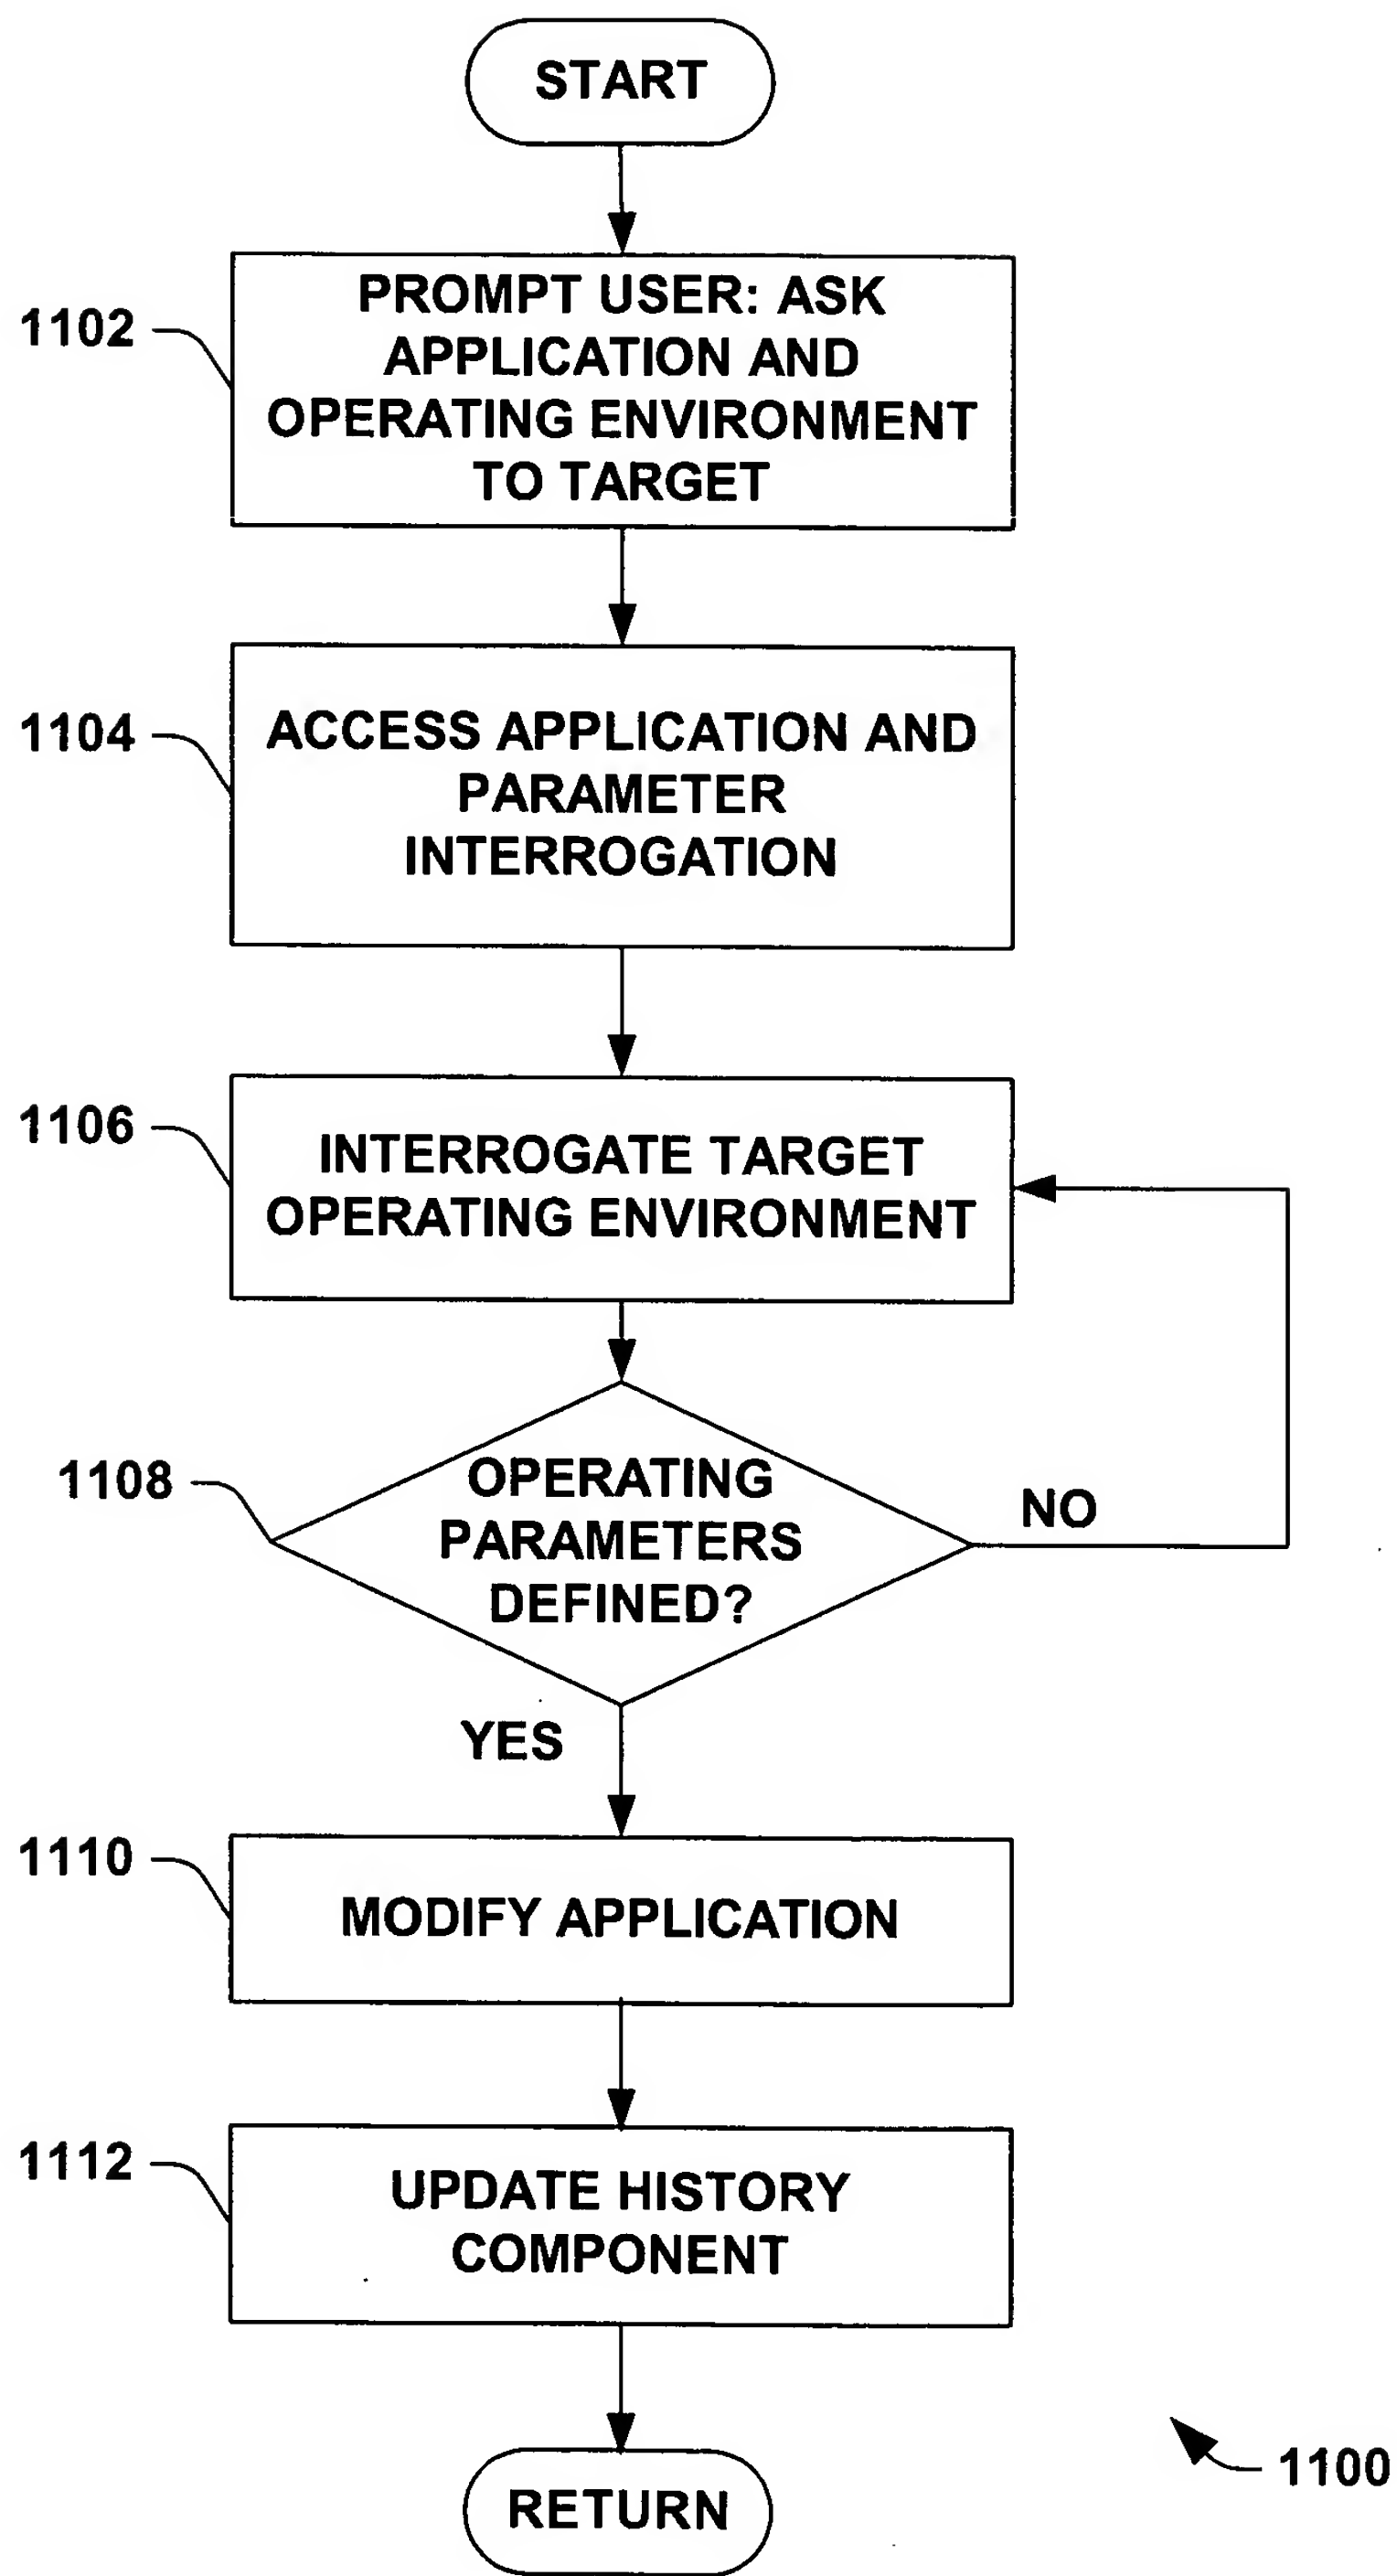 START
1102
PROMPT USER: ASK
APPLICATION AND
OPERATING ENVIRONMENT
TO TARGET
1104
ACCESS APPLICATION AND
PARAMETER
INTERROGATION
1106
INTERROGATE TARGET
OPERATING ENVIRONMENT
1108
OPERATING
PARAMETERS
DEFINED?
NO
YES
1110
MODIFY APPLICATION
1112
UPDATE HISTORY
COMPONENT
RETURN
1100